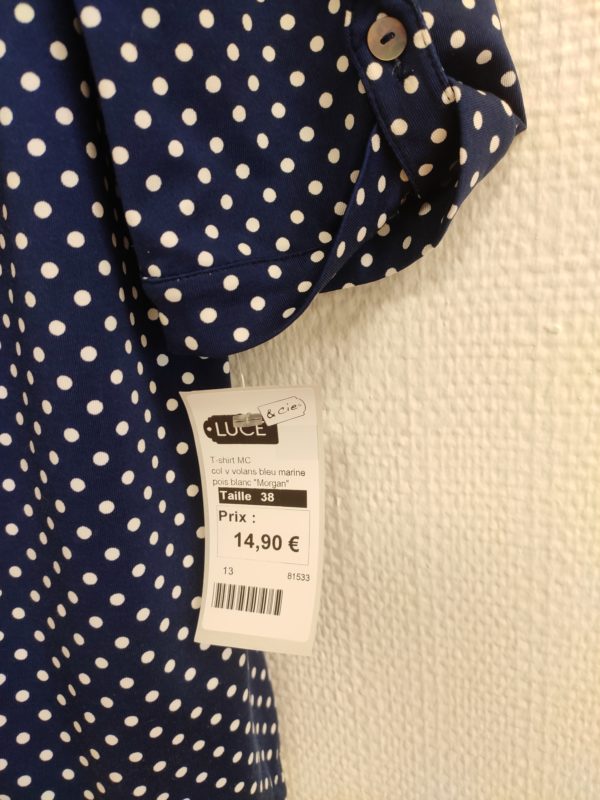 LUCE
& cie
T-shirt MC
col v volans bleu marine
pois blanc "Morgan"
Taille 38
Prix :
14,90 €
13 81533